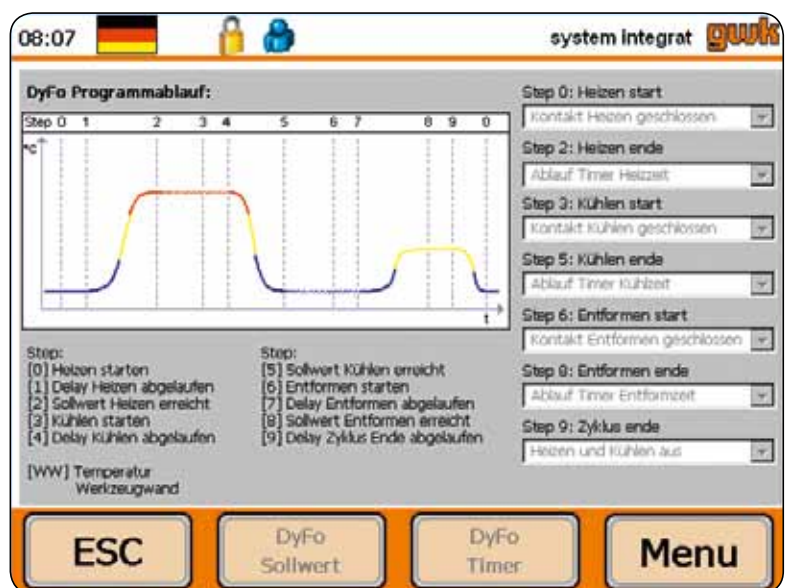 08:07
system integrat gwk
DyFo Programmablauf:
Step 0 1 2 3 4 5 6 7 8 9 0
°C
t
Step:
[0] Heizen starten
[1] Delay Heizen abgelaufen
[2] Sollwert Heizen erreicht
[3] Kühlen starten
[4] Delay Kühlen abgelaufen
Step:
[5] Sollwert Kühlen erreicht
[6] Entformen starten
[7] Delay Entformen abgelaufen
[8] Sollwert Entformen erreicht
[9] Delay Zyklus Ende abgelaufen
[WW] Temperatur
Werkzeugwand
Step 0: Heizen start
Kontakt Heizen geschlossen
Step 2: Heizen ende
Ablauf Timer Heizzeit
Step 3: Kühlen start
Kontakt Kühlen geschlossen
Step 5: Kühlen ende
Ablauf Timer Kühlzeit
Step 6: Entformen start
Kontakt Entformen geschlossen
Step 8: Entformen ende
Ablauf Timer Entformzeit
Step 9: Zyklus ende
Heizen und Kühlen aus
ESC
DyFo
Sollwert
DyFo
Timer
Menu